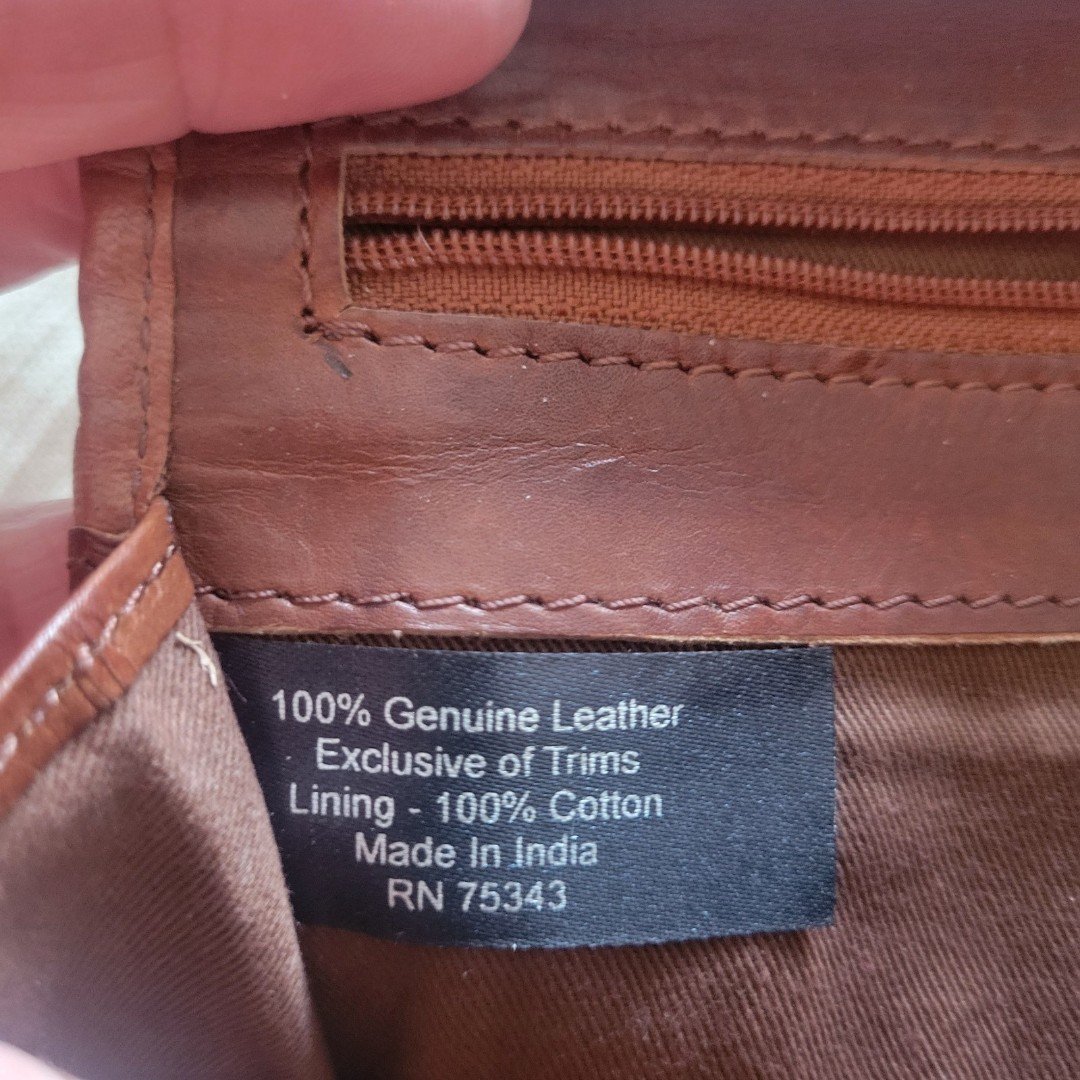 100% Genuine Leather
Exclusive of Trims
Lining - 100% Cotton
Made In India
RN 75343